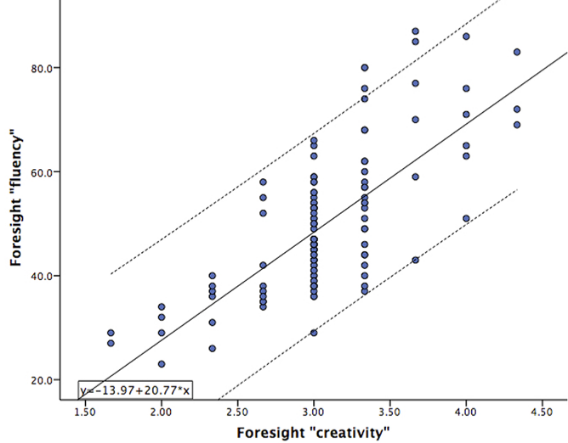 Foresight "fluency"
80.0
60.0
40.0
20.0
y=-13.97+20.77*x
1.50 2.00 2.50 3.00 3.50 4.00 4.50
Foresight "creativity"